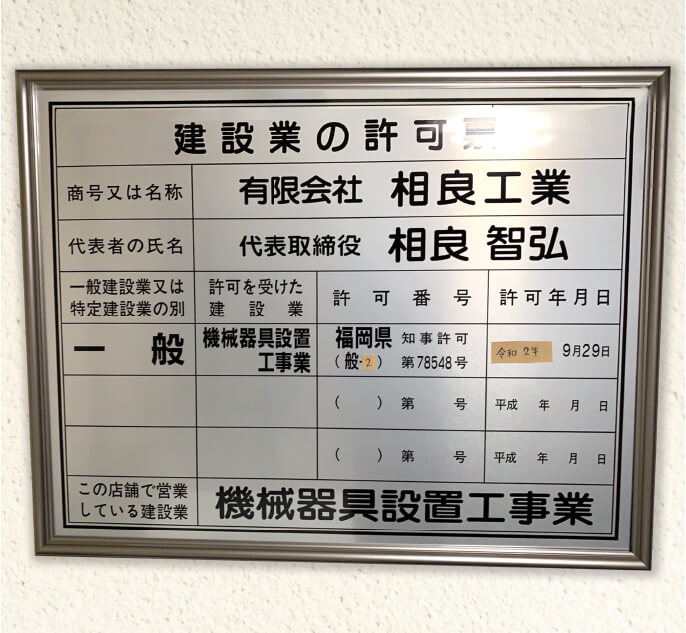 建設業の許可票
商号又は名称 有限会社 相良工業
代表者の氏名 代表取締役 相良 智弘
一般建設業又は
特定建設業の別
許可を受けた
建設業
許可番号
許可年月日
一般
機械器具設置
工事業
福岡県 知事許可
(般-2) 第78548号
令和2年 9月29日
( ) 第 号 平成 年 月 日
( ) 第 号 平成 年 月 日
この店舗で営業
している建設業
機械器具設置工事業